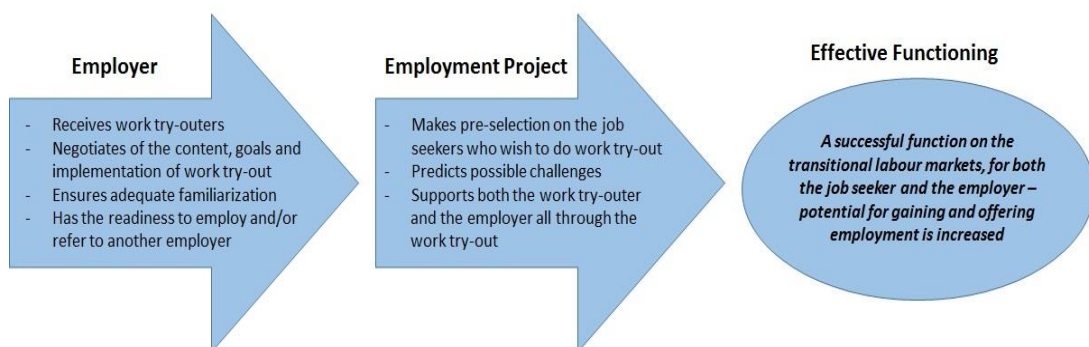 Employer
- Receives work try-outers
- Negotiates of the content, goals and
implementation of work try-out
- Ensures adequate familiarization
- Has the readiness to employ and/or
refer to another employer
Employment Project
- Makes pre-selection on the job
seekers who wish to do work try-out
- Predicts possible challenges
- Supports both the work try-outer
and the employer all through the
work try-out
Effective Functioning
A successful function on the
transitional labour markets, for both
the job seeker and the employer –
potential for gaining and offering
employment is increased